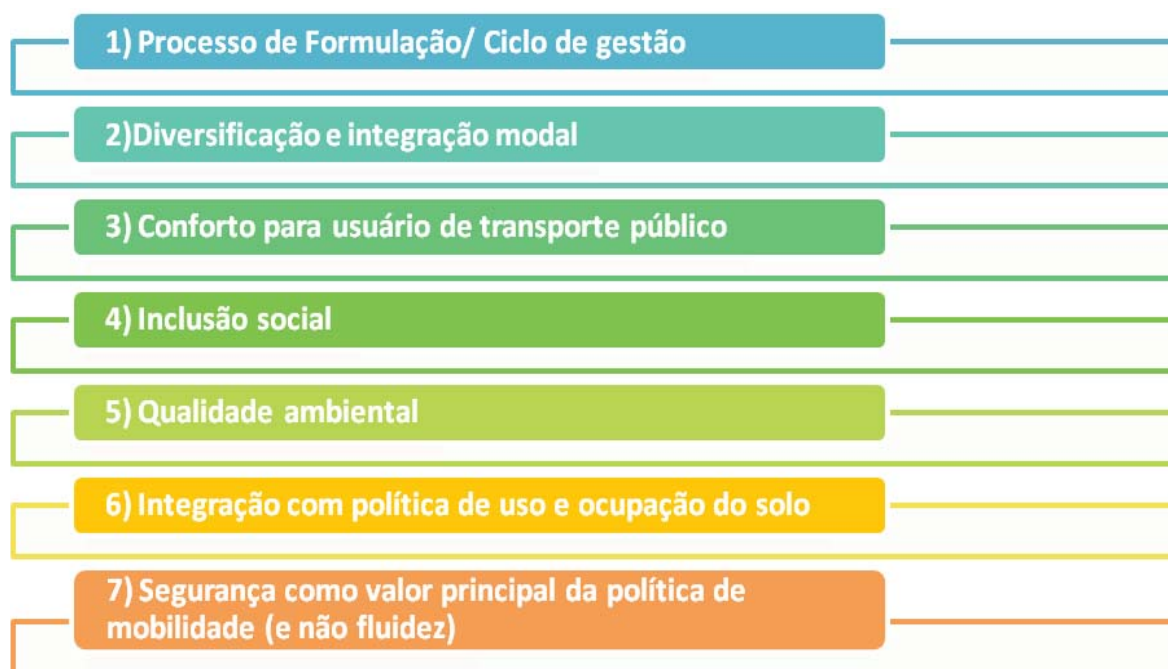 1) Processo de Formulação/ Ciclo de gestão
2)Diversificação e integração modal
3) Conforto para usuário de transporte público
4) Inclusão social
5) Qualidade ambiental
6) Integração com política de uso e ocupação do solo
7) Segurança como valor principal da política de
mobilidade (e não fluidez)